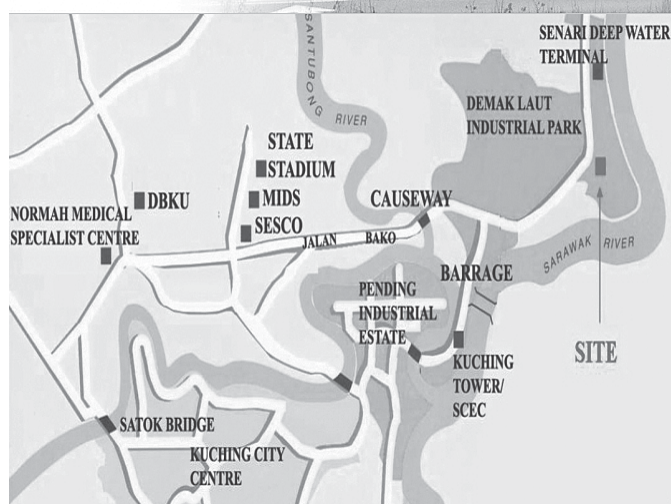 SENARI DEEP WATER
TERMINAL
SANTUBONG RIVER
DEMAK LAUT
INDUSTRIAL PARK
STATE
STADIUM
DBKU
MIDS
CAUSEWAY
NORMAH MEDICAL
SPECIALIST CENTRE
SESCO
JALAN BAKO
SARAWAK RIVER
BARRAGE
PENDING
INDUSTRIAL
ESTATE
SITE
KUCHING
TOWER/
SCEC
SATOK BRIDGE
KUCHING CITY
CENTRE